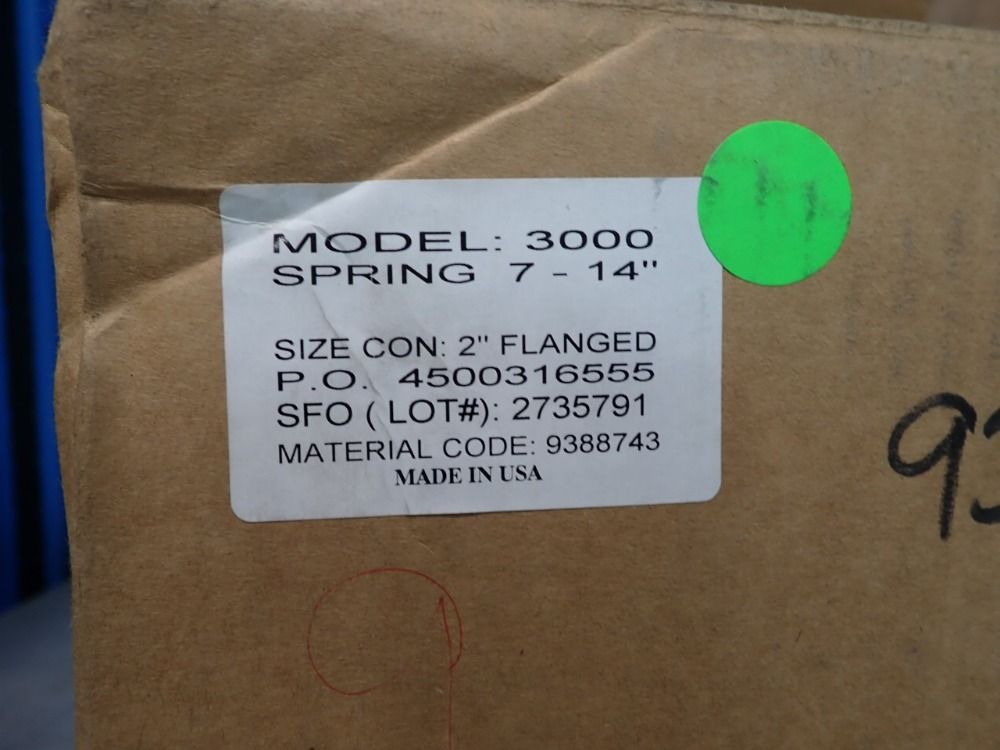 MODEL: 3000
SPRING 7 - 14"
SIZE CON: 2" FLANGED
P.O. 4500316555
SFO ( LOT#): 2735791
MATERIAL CODE: 9388743
MADE IN USA